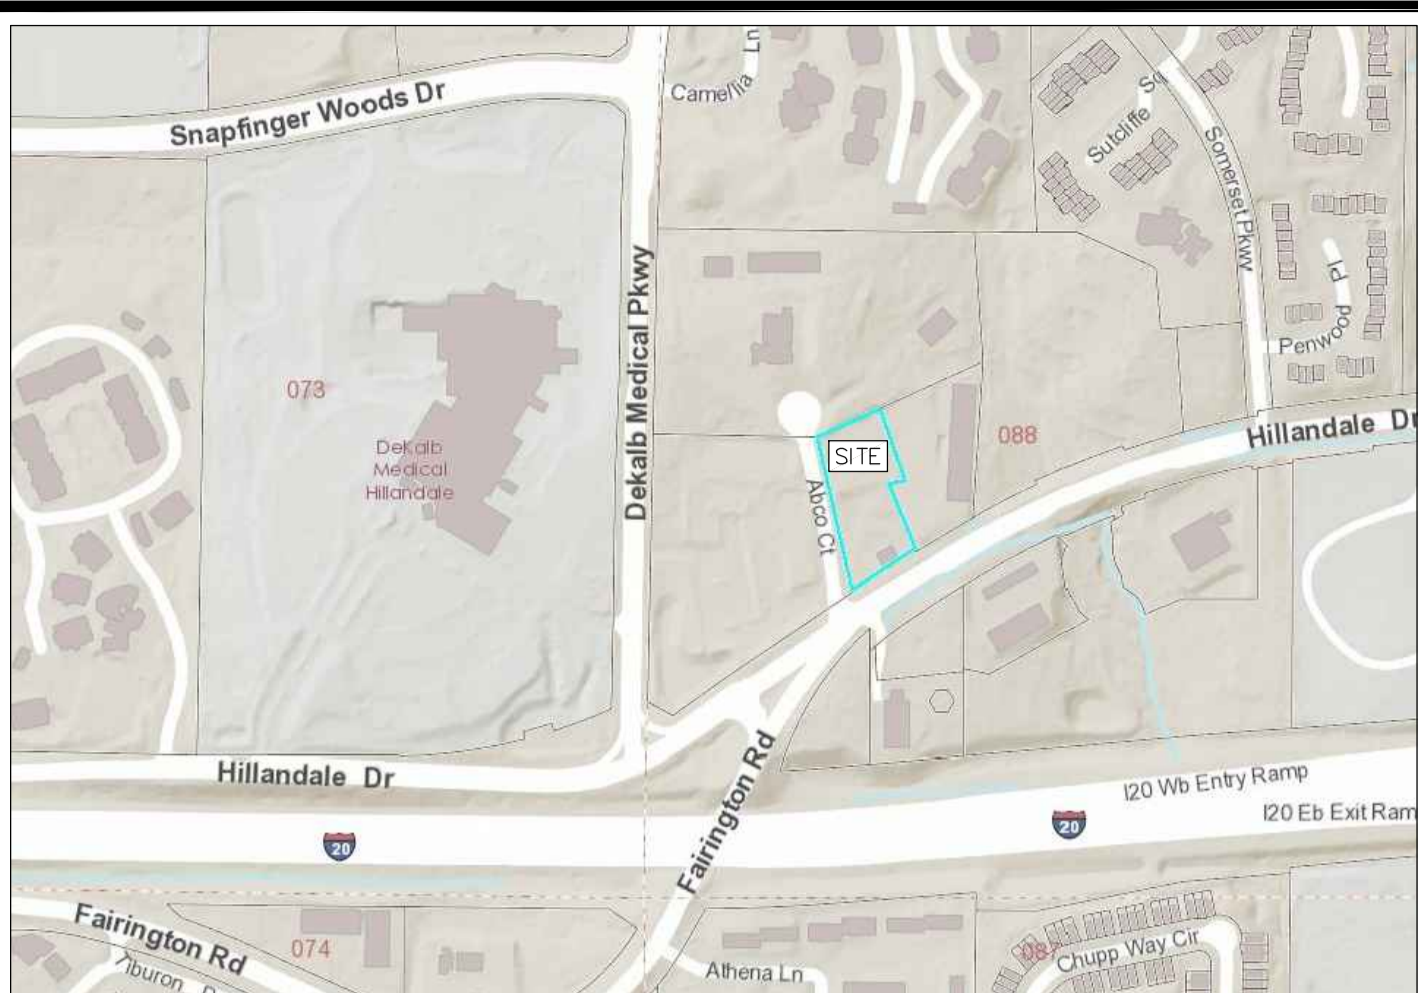 Snapfinger Woods Dr
Camellia
Ln
Sutcliffe Sq
Somerset Pkwy
Dekalb Medical Pkwy
Penwood Pl
073
DeKalb
Medical
Hillandale
088
Hillandale Dr
SITE
Abco Ct
Hillandale Dr
Fairington Rd
I20 Wb Entry Ramp
I20 Eb Exit Ram
20
20
Fairington Rd
074
Athena Ln
087
Chupp Way Cir